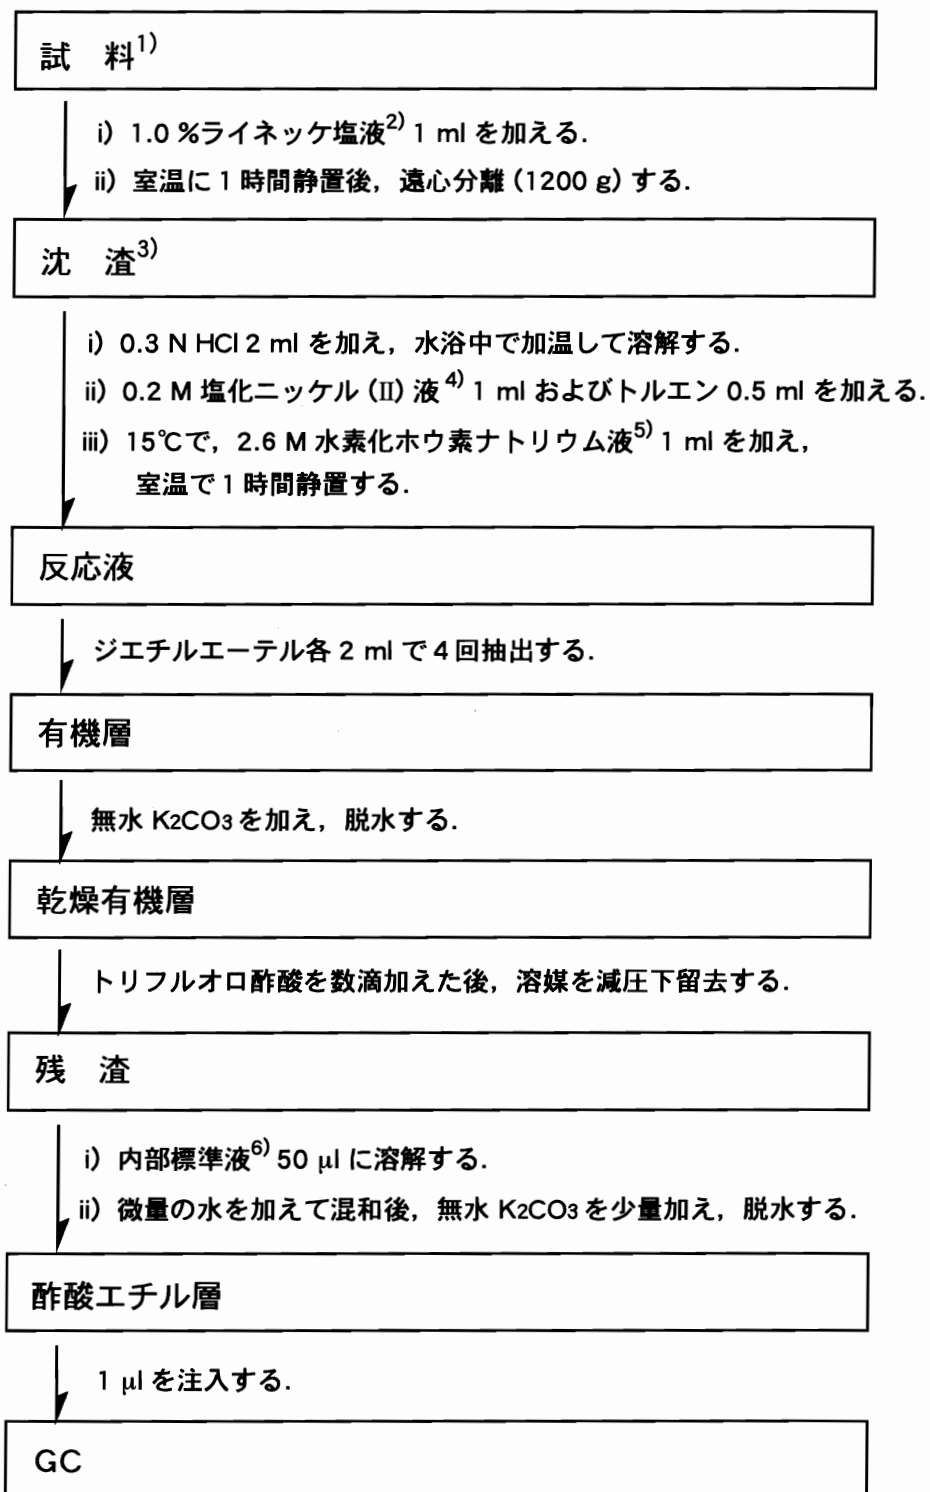 試　料1)
i) 1.0 %ライネッケ塩液2) 1 ml を加える.
ii) 室温に 1 時間静置後，遠心分離 (1200 g) する.
沈　渣3)
i) 0.3 N HCl 2 ml を加え，水浴中で加温して溶解する.
ii) 0.2 M 塩化ニッケル (II) 液4) 1 ml およびトルエン 0.5 ml を加える.
iii) 15℃で，2.6 M 水素化ホウ素ナトリウム液5) 1 ml を加え，
室温で 1 時間静置する.
反応液
ジエチルエーテル各 2 ml で 4 回抽出する.
有機層
無水 K2CO3 を加え，脱水する.
乾燥有機層
トリフルオロ酢酸を数滴加えた後，溶媒を減圧下留去する.
残　渣
i) 内部標準液6) 50 μl に溶解する.
ii) 微量の水を加えて混和後，無水 K2CO3 を少量加え，脱水する.
酢酸エチル層
1 μl を注入する.
GC